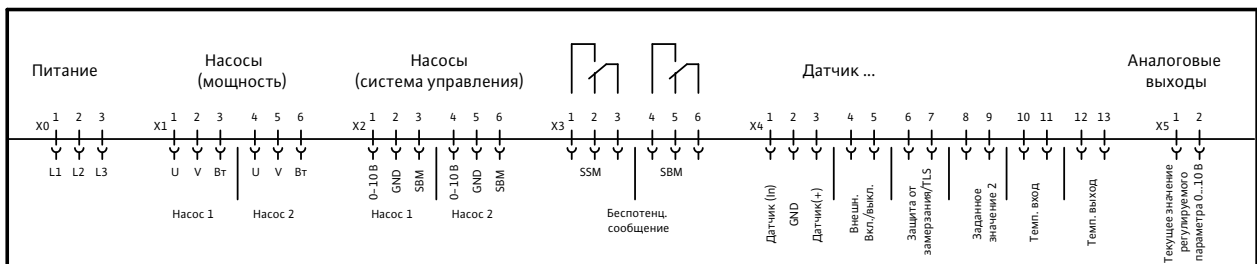 Питание
Насосы
(мощность)
Насосы
(система управления)
Датчик ...
Аналоговые
выходы
X0 1 2 3
X1 1 2 3 4 5 6
X2 1 2 3 4 5 6
X3 1 2 3 4 5 6
X4 1 2 3 4 5 6 7 8 9 10 11 12 13
X5 1 2
L1 L2 L3
U V Вт U V Вт
0–10 В GND SBM 0–10 В GND SBM
SSM SBM
Насос 1 Насос 2
Насос 1 Насос 2
Беспотенц.
сообщение
Датчик (In)
GND
Датчик(+)
Внешн.
Вкл./выкл.
Защита от
замерзания/TLS
Заданное
значение 2
Темп. вход
Темп. выход
Текущее значение
регулируемого
параметра 0...10 В